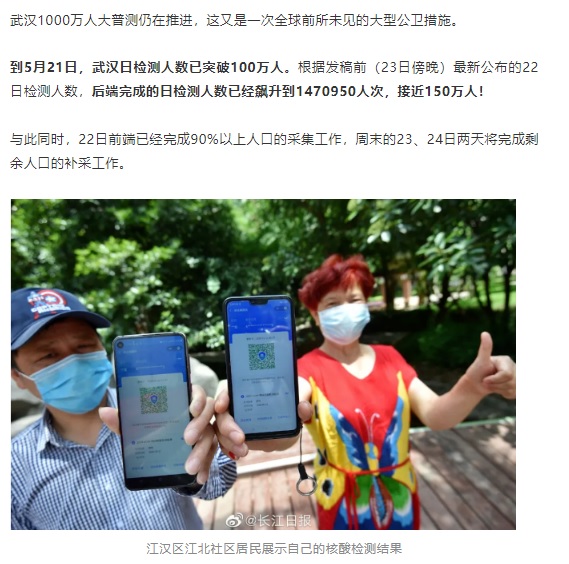 武汉1000万人大普测仍在推进，这又是一次全球前所未见的大型公卫措施。
到5月21日，武汉日检测人数已突破100万人。根据发稿前（23日傍晚）最新公布的22
日检测人数，后端完成的日检测人数已经飙升到1470950人次，接近150万人！
与此同时，22日前端已经完成90%以上人口的采集工作，周末的23、24日两天将完成剩
余人口的补采工作。
@长江日报
江汉区江北社区居民展示自己的核酸检测结果